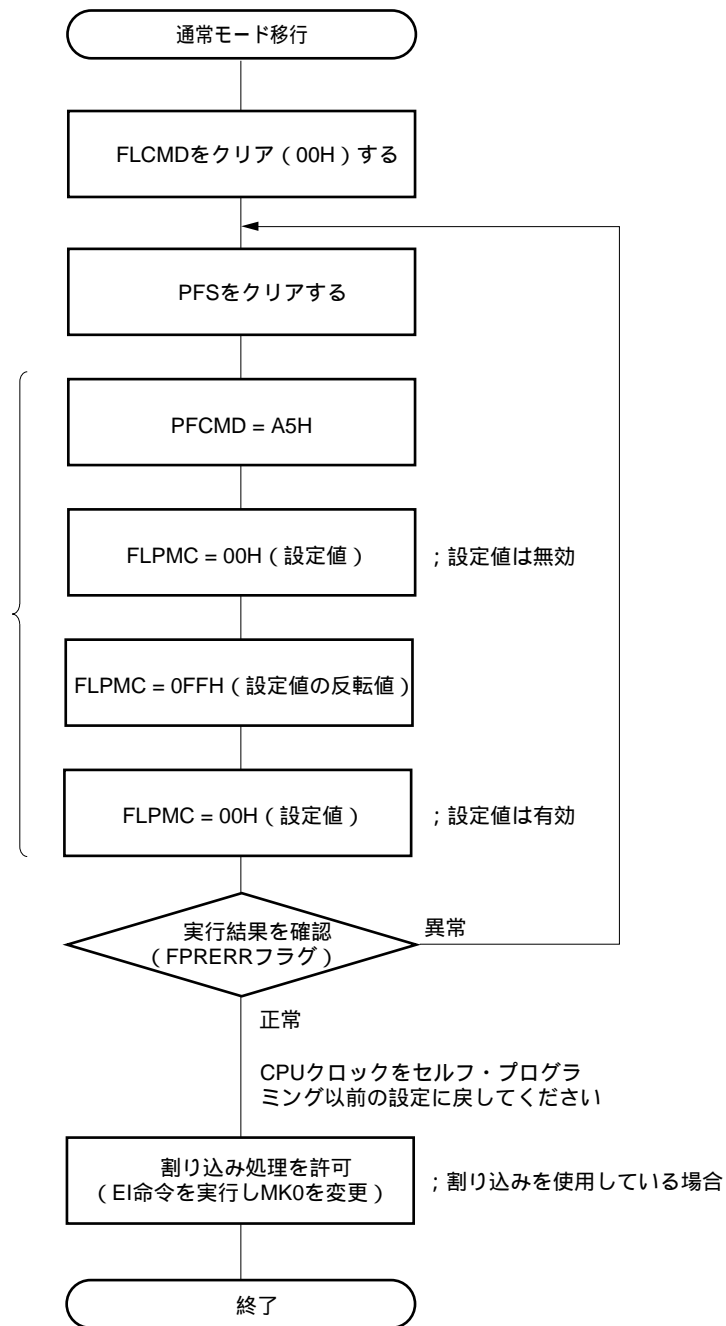 通常モード移行
FLCMDをクリア（00H）する
PFSをクリアする
PFCMD = A5H
FLPMC = 00H（設定値）
；設定値は無効
FLPMC = 0FFH（設定値の反転値）
FLPMC = 00H（設定値）
；設定値は有効
実行結果を確認
（FPRERRフラグ）
異常
正常
CPUクロックをセルフ・プログラ
ミング以前の設定に戻してください
割り込み処理を許可
（EI命令を実行しMK0を変更）
；割り込みを使用している場合
終了